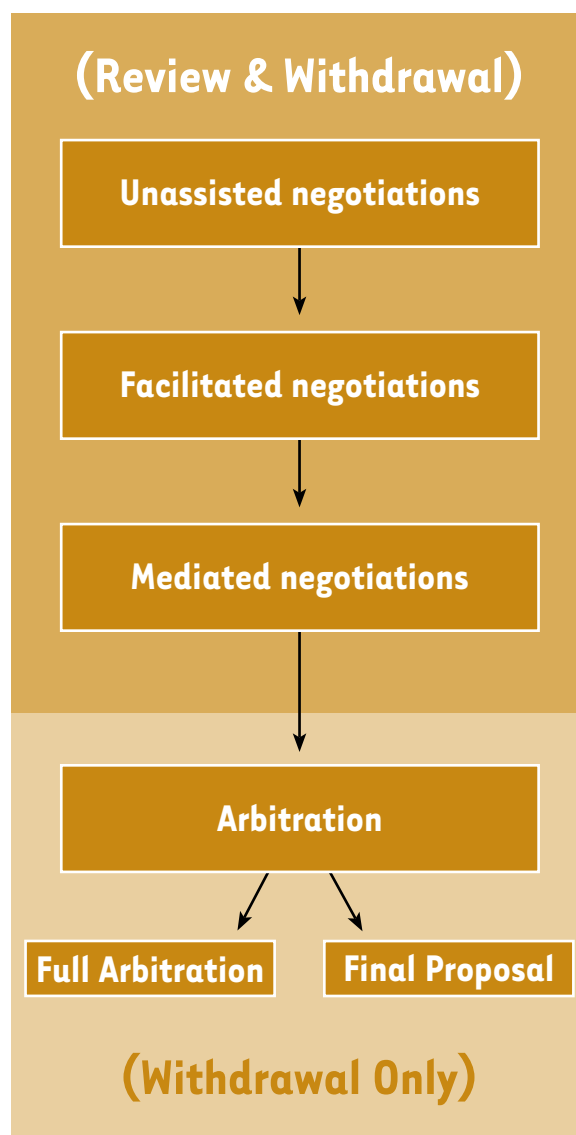 (Review & Withdrawal)
Unassisted negotiations
Facilitated negotiations
Mediated negotiations
Arbitration
Full Arbitration
Final Proposal
(Withdrawal Only)